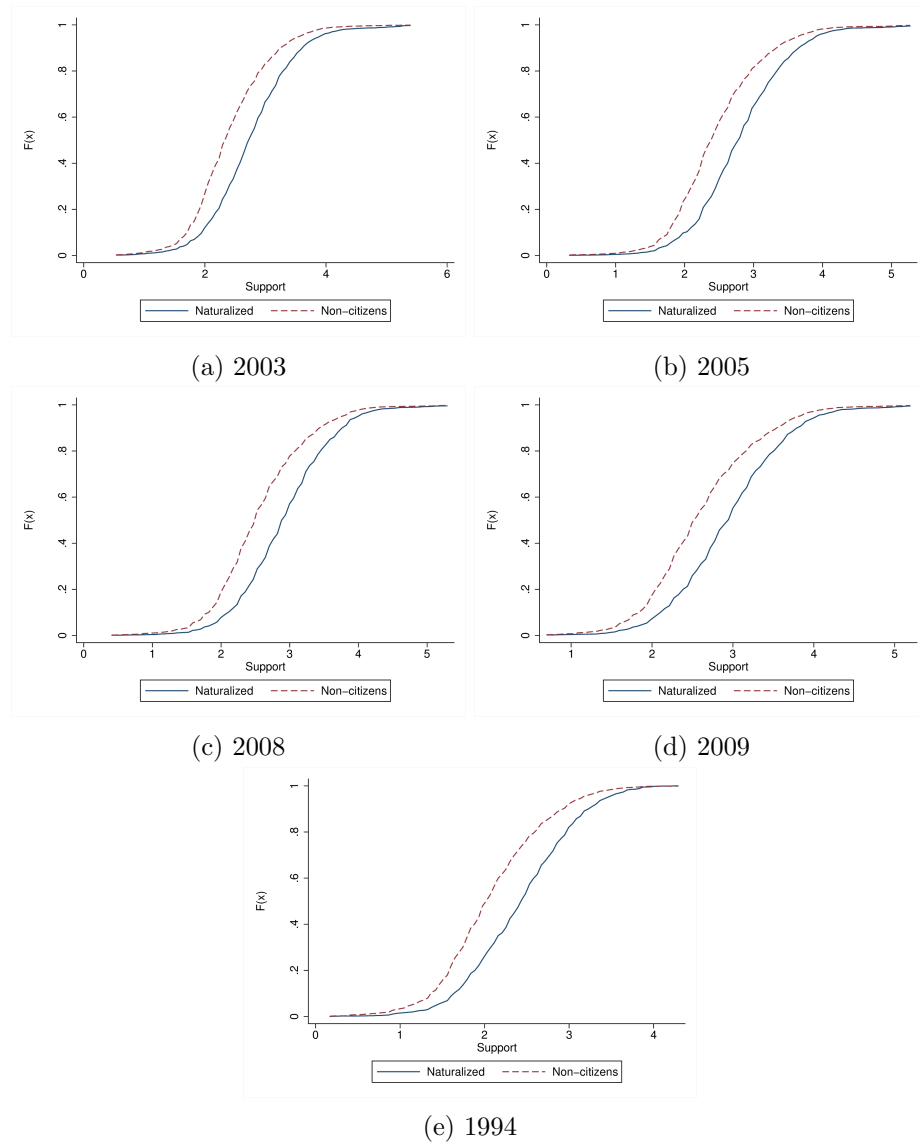 F(x)
1
.8
.6
.4
.2
0
0 2 4 6
Support
Naturalized Non−citizens
(a) 2003
F(x)
1
.8
.6
.4
.2
0
0 1 2 3 4 5
Support
Naturalized Non−citizens
(b) 2005
F(x)
1
.8
.6
.4
.2
0
0 1 2 3 4 5
Support
Naturalized Non−citizens
(c) 2008
F(x)
1
.8
.6
.4
.2
0
1 2 3 4 5
Support
Naturalized Non−citizens
(d) 2009
F(x)
1
.8
.6
.4
.2
0
0 1 2 3 4
Support
Naturalized Non−citizens
(e) 1994